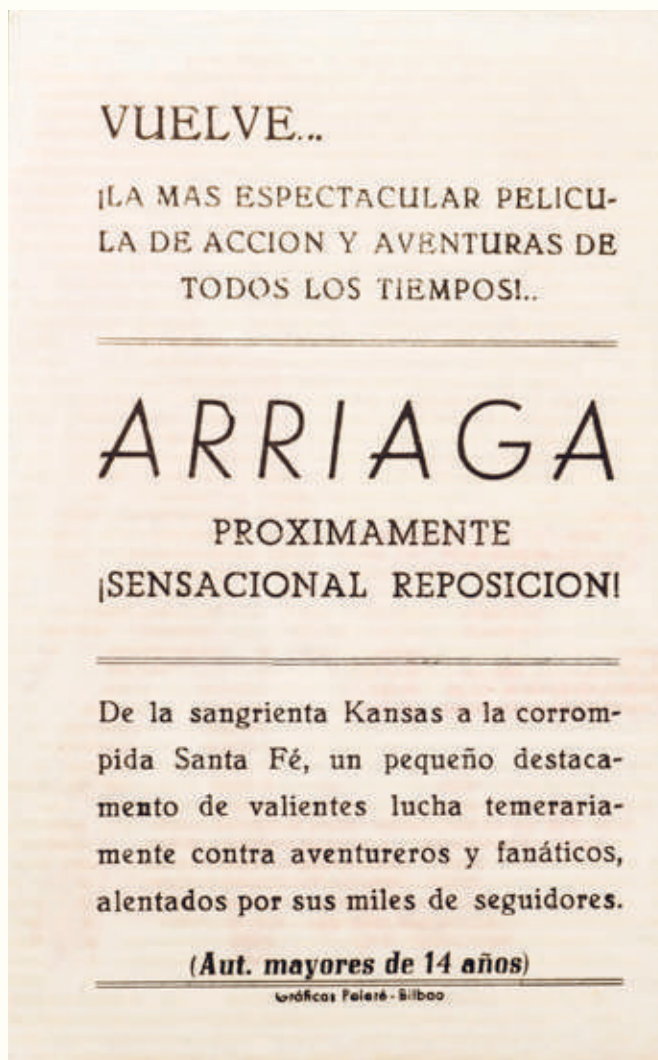 VUELVE...
¡LA MAS ESPECTACULAR PELICU-
LA DE ACCION Y AVENTURAS DE
TODOS LOS TIEMPOS!..
ARRIAGA
PROXIMAMENTE
¡SENSACIONAL REPOSICION!
De la sangrienta Kansas a la corrom-
pida Santa Fé, un pequeño destaca-
mento de valientes lucha temeraria-
mente contra aventureros y fanáticos,
alentados por sus miles de seguidores.
(Aut. mayores de 14 años)
Gráficas - Bilbao